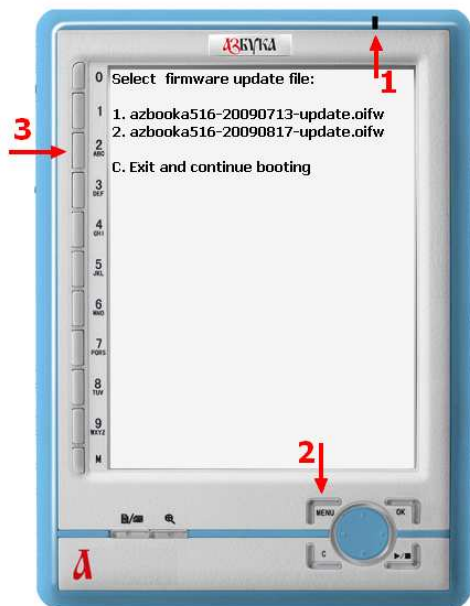 АЗБУКА
1
0
Select firmware update file:
1
1. azbooka516-20090713-update.oifw
2. azbooka516-20090817-update.oifw
3
2
ABC
C. Exit and continue booting
3
DEF
4
GHI
5
JKL
6
MNO
7
PQRS
8
TUV
9
WXYZ
M
2
MENU
OK
C
А